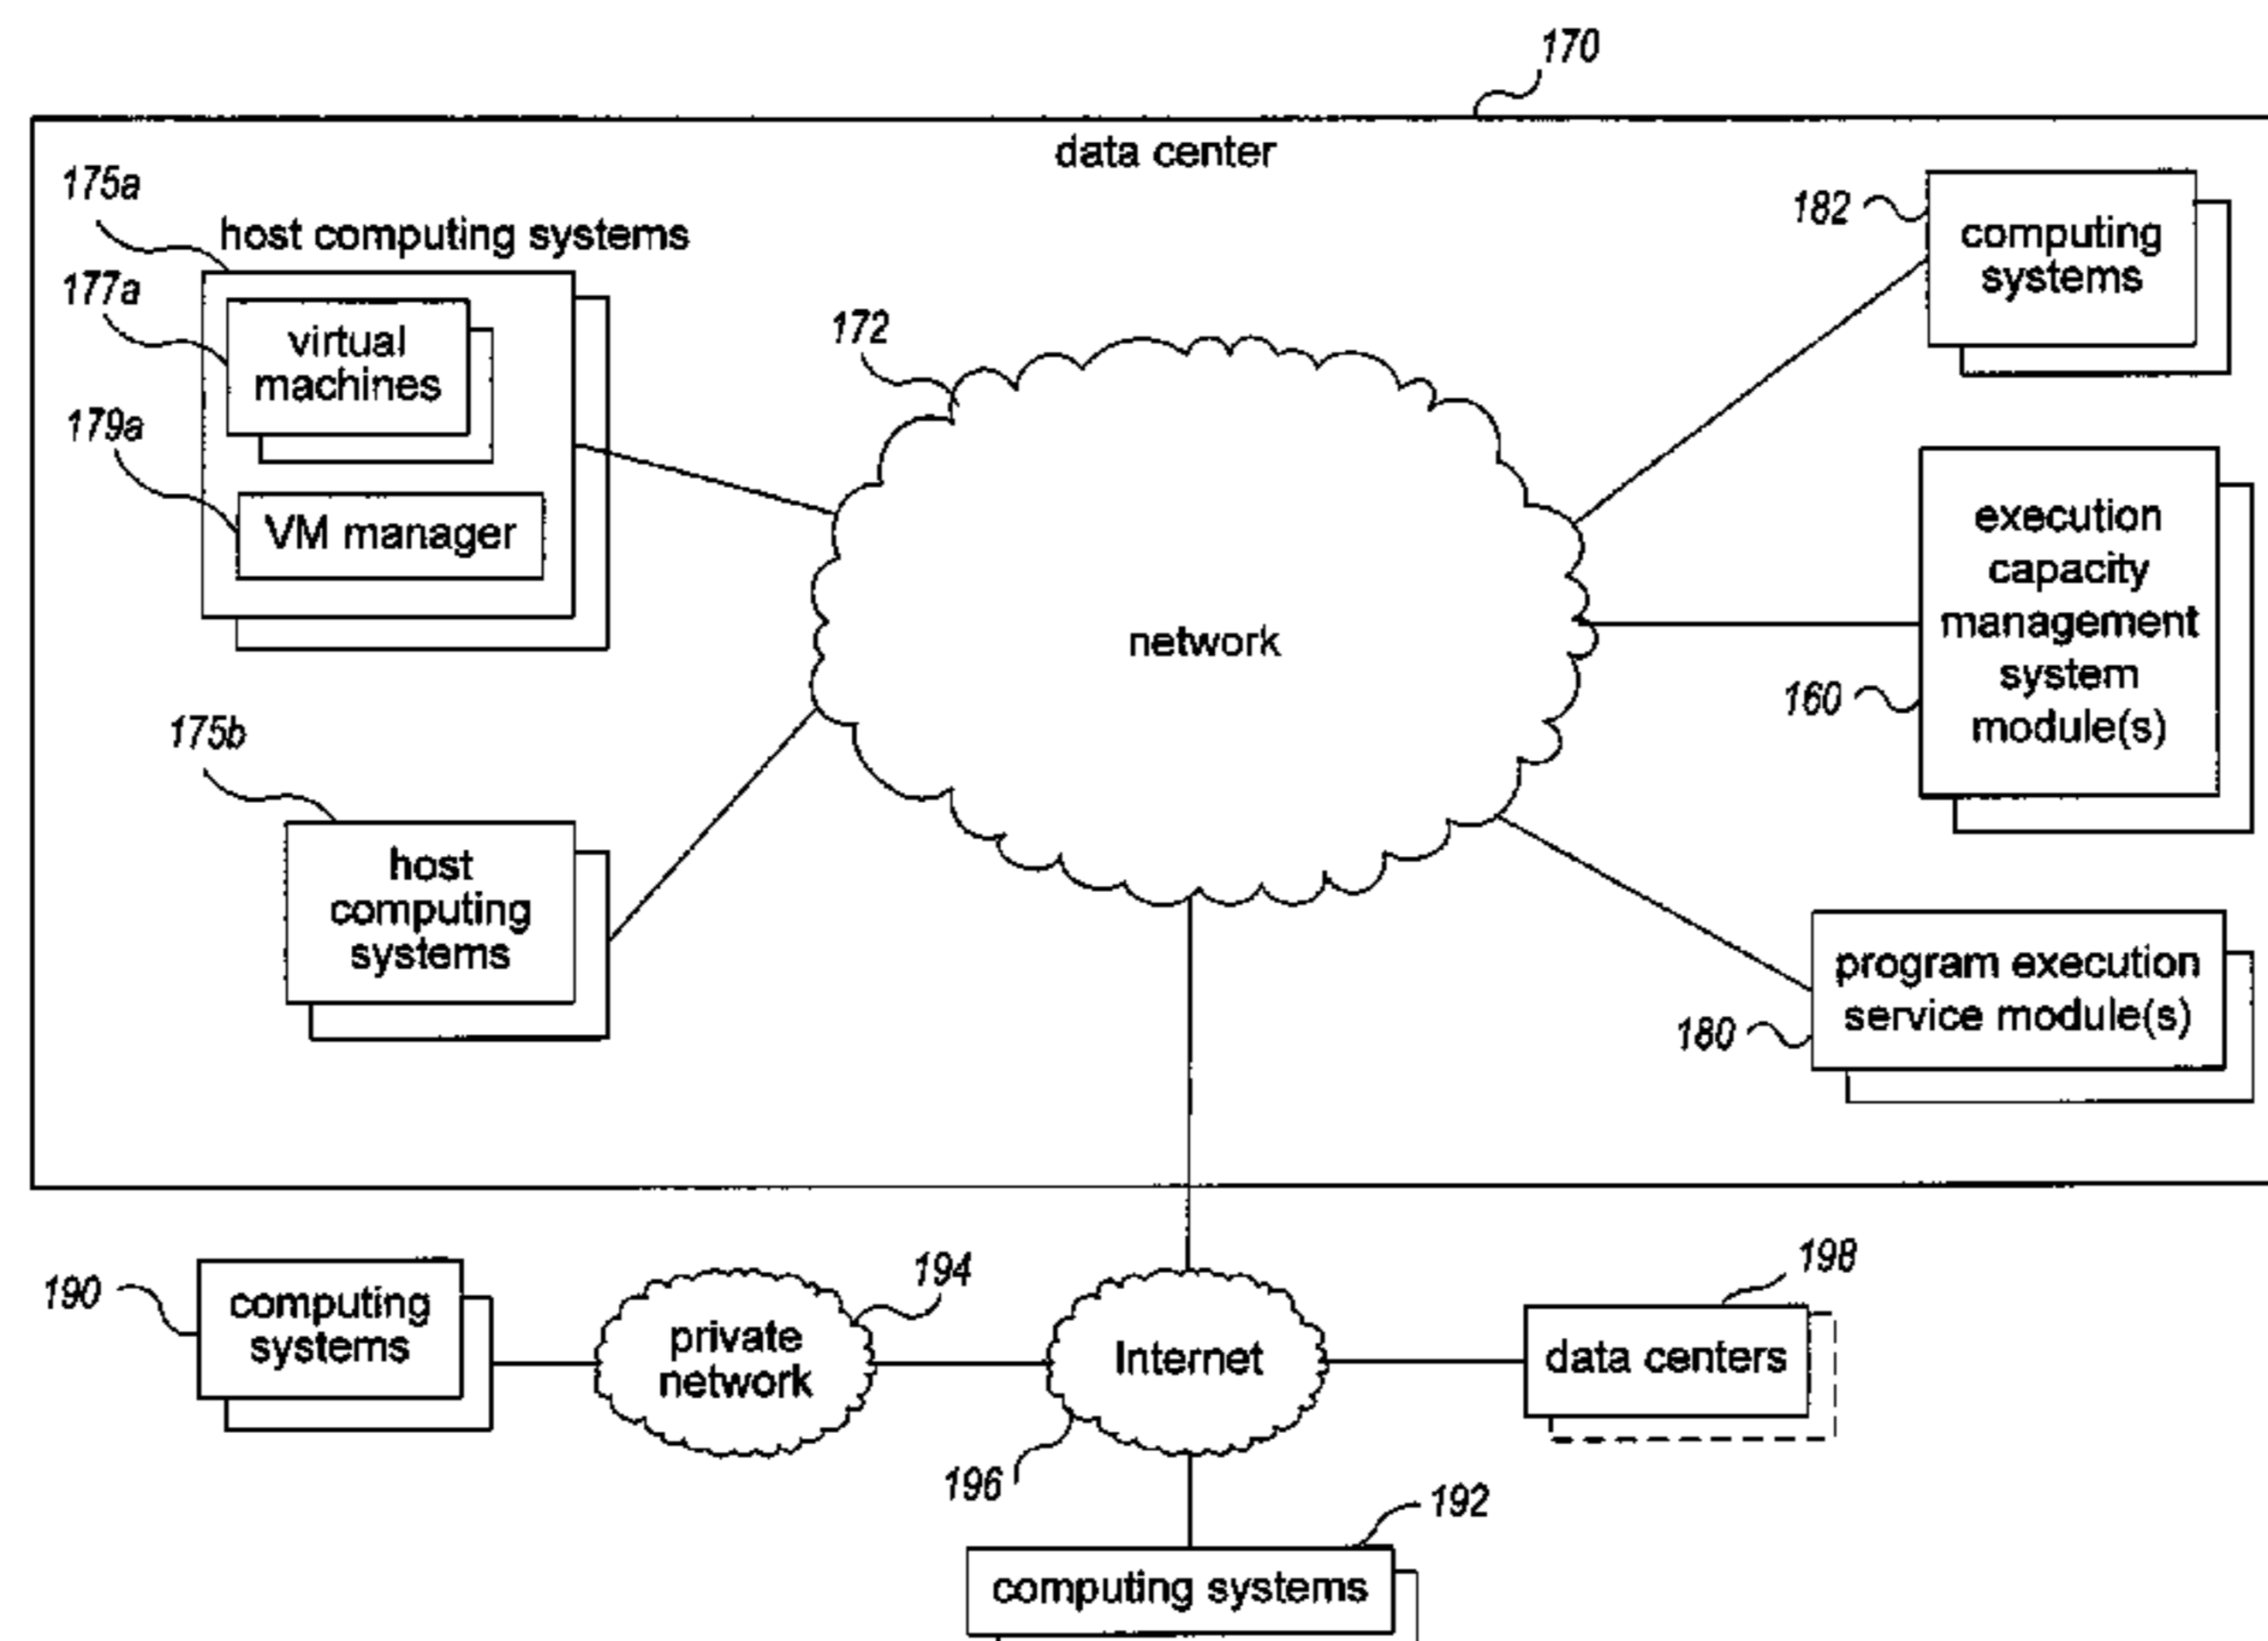 170
data center
175a
host computing systems
177a
virtual
machines
179a
VM manager
172
network
182
computing
systems
execution
capacity
management
system
module(s)
160
175b
host
computing
systems
program execution
service module(s)
180
190
computing
systems
private
network
194
Internet
196
198
data centers
192
computing systems